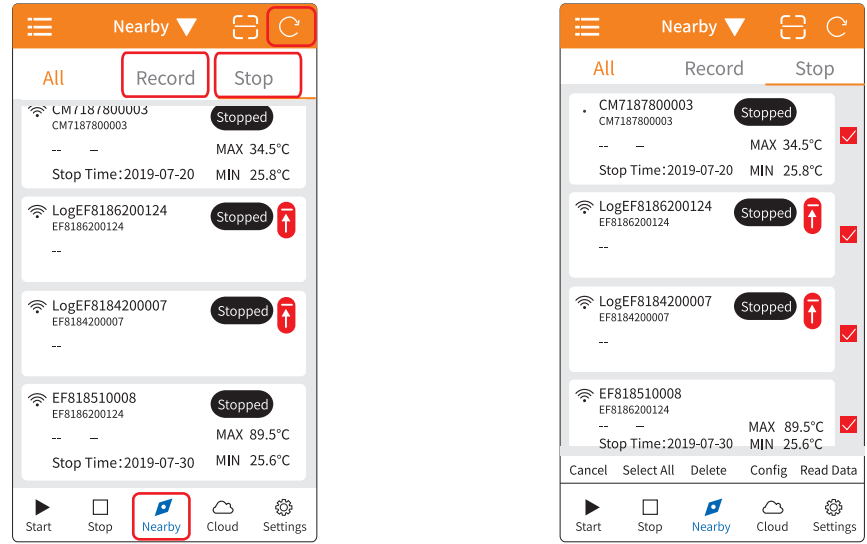 Nearby
All Record Stop
CM7187800003 Stopped
CM7187800003
-- – MAX 34.5°C
Stop Time:2019-07-20 MIN 25.8°C
LogEF8186200124 Stopped
EF8186200124
--
LogEF8184200007 Stopped
EF8184200007
--
EF818510008 Stopped
EF8186200124
-- – MAX 89.5°C
Stop Time:2019-07-30 MIN 25.6°C
Start Stop Nearby Cloud Settings
Nearby
All Record Stop
CM7187800003 Stopped
CM7187800003
-- – MAX 34.5°C
Stop Time:2019-07-20 MIN 25.8°C
LogEF8186200124 Stopped
EF8186200124
--
LogEF8184200007 Stopped
EF8184200007
--
EF818510008
EF8186200124
-- – MAX 89.5°C
Stop Time:2019-07-30 MIN 25.6°C
Cancel Select All Delete Config Read Data
Start Stop Nearby Cloud Settings